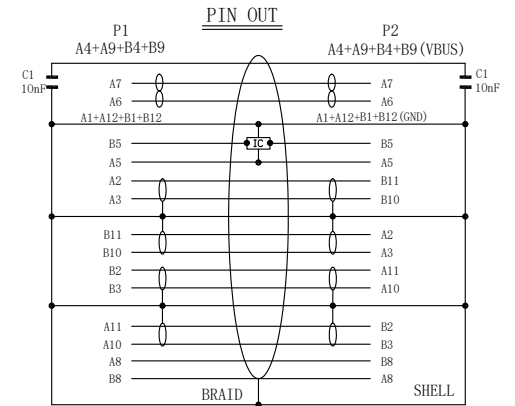 PIN OUT
P1 P2
A4+A9+B4+B9 A4+A9+B4+B9(VBUS)
C1 C1
10nF 10nF
A7 A7
A6 A6
A1+A12+B1+B12 A1+A12+B1+B12(GND)
B5 IC B5
A5 A5
A2 B11
A3 B10
B11 A2
B10 A3
B2 A11
B3 A10
A11 B2
A10 B3
A8 B8
B8 A8
BRAID SHELL